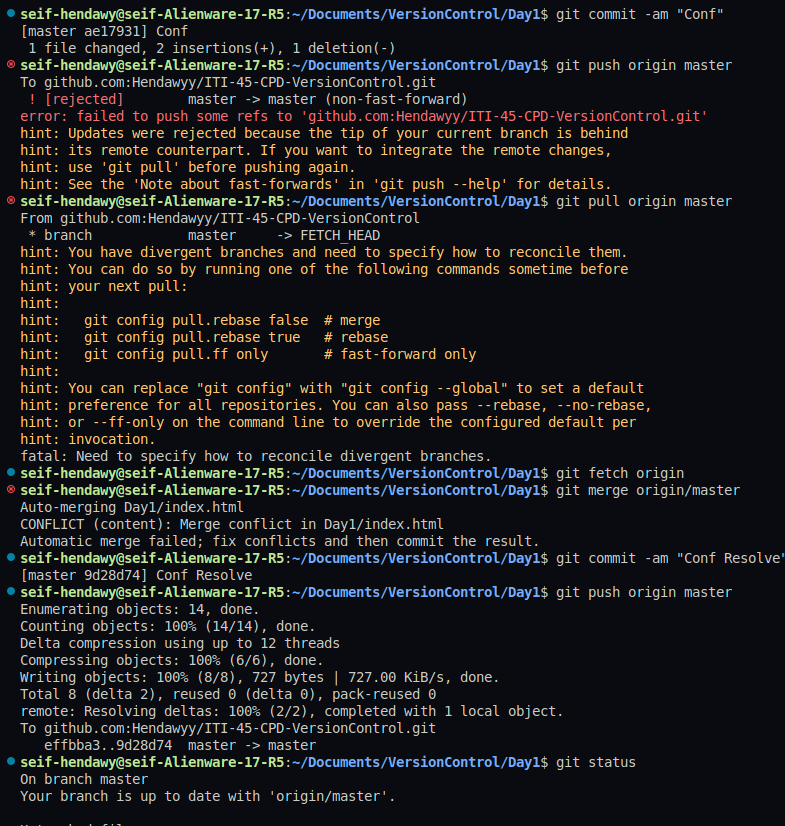 seif-hendawy@seif-Alienware-17-R5:~/Documents/VersionControl/Day1$ git commit -am "Conf"
[master ae17931] Conf
 1 file changed, 2 insertions(+), 1 deletion(-)
seif-hendawy@seif-Alienware-17-R5:~/Documents/VersionControl/Day1$ git push origin master
To github.com:Hendawyy/ITI-45-CPD-VersionControl.git
 ! [rejected]        master -> master (non-fast-forward)
error: failed to push some refs to 'github.com:Hendawyy/ITI-45-CPD-VersionControl.git'
hint: Updates were rejected because the tip of your current branch is behind
hint: its remote counterpart. If you want to integrate the remote changes,
hint: use 'git pull' before pushing again.
hint: See the 'Note about fast-forwards' in 'git push --help' for details.
seif-hendawy@seif-Alienware-17-R5:~/Documents/VersionControl/Day1$ git pull origin master
From github.com:Hendawyy/ITI-45-CPD-VersionControl
 * branch            master     -> FETCH_HEAD
hint: You have divergent branches and need to specify how to reconcile them.
hint: You can do so by running one of the following commands sometime before
hint: your next pull:
hint:
hint:   git config pull.rebase false  # merge
hint:   git config pull.rebase true   # rebase
hint:   git config pull.ff only       # fast-forward only
hint:
hint: You can replace "git config" with "git config --global" to set a default
hint: preference for all repositories. You can also pass --rebase, --no-rebase,
hint: or --ff-only on the command line to override the configured default per
hint: invocation.
fatal: Need to specify how to reconcile divergent branches.
seif-hendawy@seif-Alienware-17-R5:~/Documents/VersionControl/Day1$ git fetch origin
seif-hendawy@seif-Alienware-17-R5:~/Documents/VersionControl/Day1$ git merge origin/master
Auto-merging Day1/index.html
CONFLICT (content): Merge conflict in Day1/index.html
Automatic merge failed; fix conflicts and then commit the result.
seif-hendawy@seif-Alienware-17-R5:~/Documents/VersionControl/Day1$ git commit -am "Conf Resolve"
[master 9d28d74] Conf Resolve
seif-hendawy@seif-Alienware-17-R5:~/Documents/VersionControl/Day1$ git push origin master
Enumerating objects: 14, done.
Counting objects: 100% (14/14), done.
Delta compression using up to 12 threads
Compressing objects: 100% (6/6), done.
Writing objects: 100% (8/8), 727 bytes | 727.00 KiB/s, done.
Total 8 (delta 2), reused 0 (delta 0), pack-reused 0
remote: Resolving deltas: 100% (2/2), completed with 1 local object.
To github.com:Hendawyy/ITI-45-CPD-VersionControl.git
   effbba3..9d28d74  master -> master
seif-hendawy@seif-Alienware-17-R5:~/Documents/VersionControl/Day1$ git status
On branch master
Your branch is up to date with 'origin/master'.